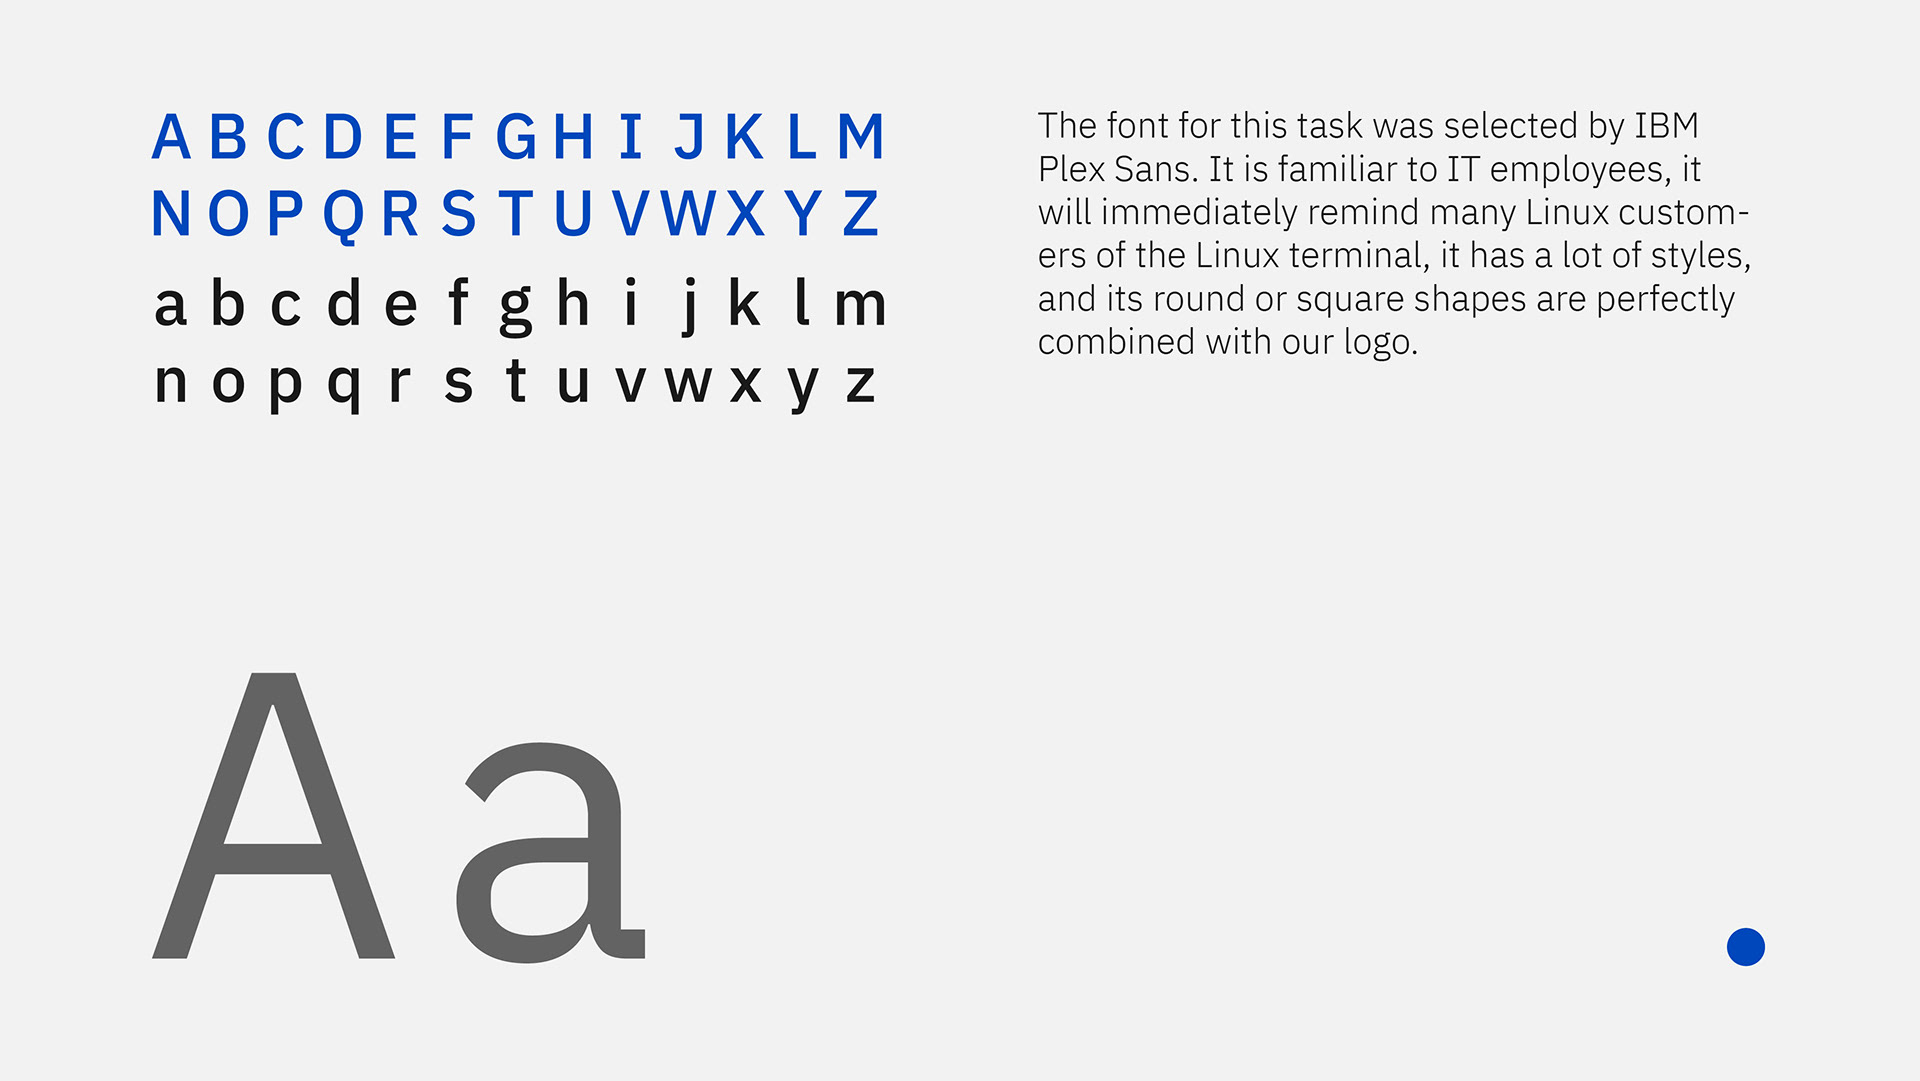 A B C D E F G H I J K L M
N O P Q R S T U V W X Y Z
a b c d e f g h i j k l m
n o p q r s t u v w x y z
The font for this task was selected by IBM
Plex Sans. It is familiar to IT employees, it
will immediately remind many Linux custom-
ers of the Linux terminal, it has a lot of styles,
and its round or square shapes are perfectly
combined with our logo.
A a